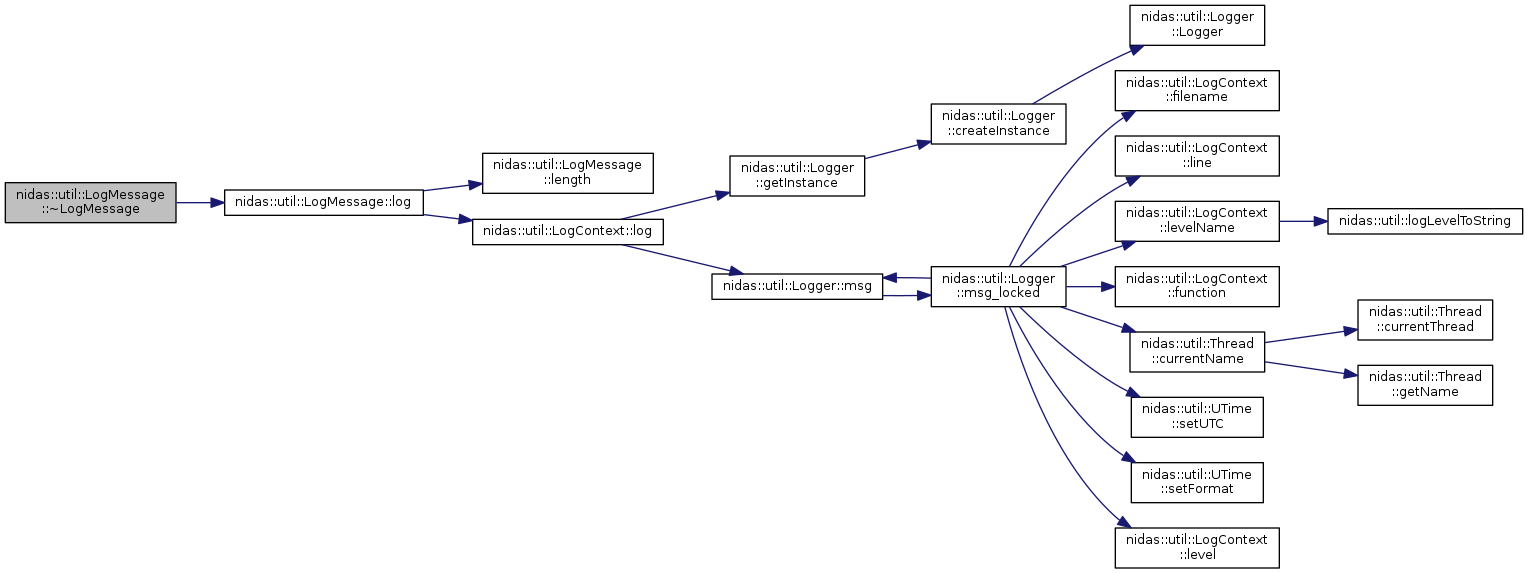 nidas::util::LogMessage
::~LogMessage
nidas::util::LogMessage::log
nidas::util::LogMessage
::length
nidas::util::LogContext::log
nidas::util::Logger
::getInstance
nidas::util::Logger::msg
nidas::util::Logger
::createInstance
nidas::util::Logger
::msg_locked
nidas::util::Logger
::Logger
nidas::util::LogContext
::filename
nidas::util::LogContext
::line
nidas::util::LogContext
::levelName
nidas::util::LogContext
::function
nidas::util::Thread
::currentName
nidas::util::UTime
::setUTC
nidas::util::UTime
::setFormat
nidas::util::LogContext
::level
nidas::util::logLevelToString
nidas::util::Thread
::currentThread
nidas::util::Thread
::getName